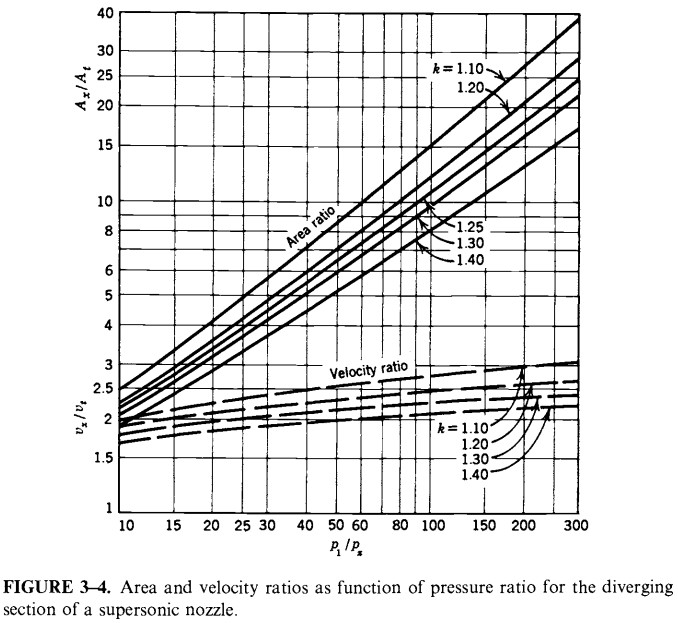 40
30
25
20
15
10
8
6
5
4
3
2.5
2
1.5
1
A_x/A_t
v_x/v_t
k = 1.10
1.20
Area ratio
1.25
1.30
1.40
Velocity ratio
k = 1.10
1.20
1.30
1.40
10 15 20 25 30 40 50 60 80 100 150 200 300
p_1/p_x
FIGURE 3–4. Area and velocity ratios as function of pressure ratio for the diverging
section of a supersonic nozzle.